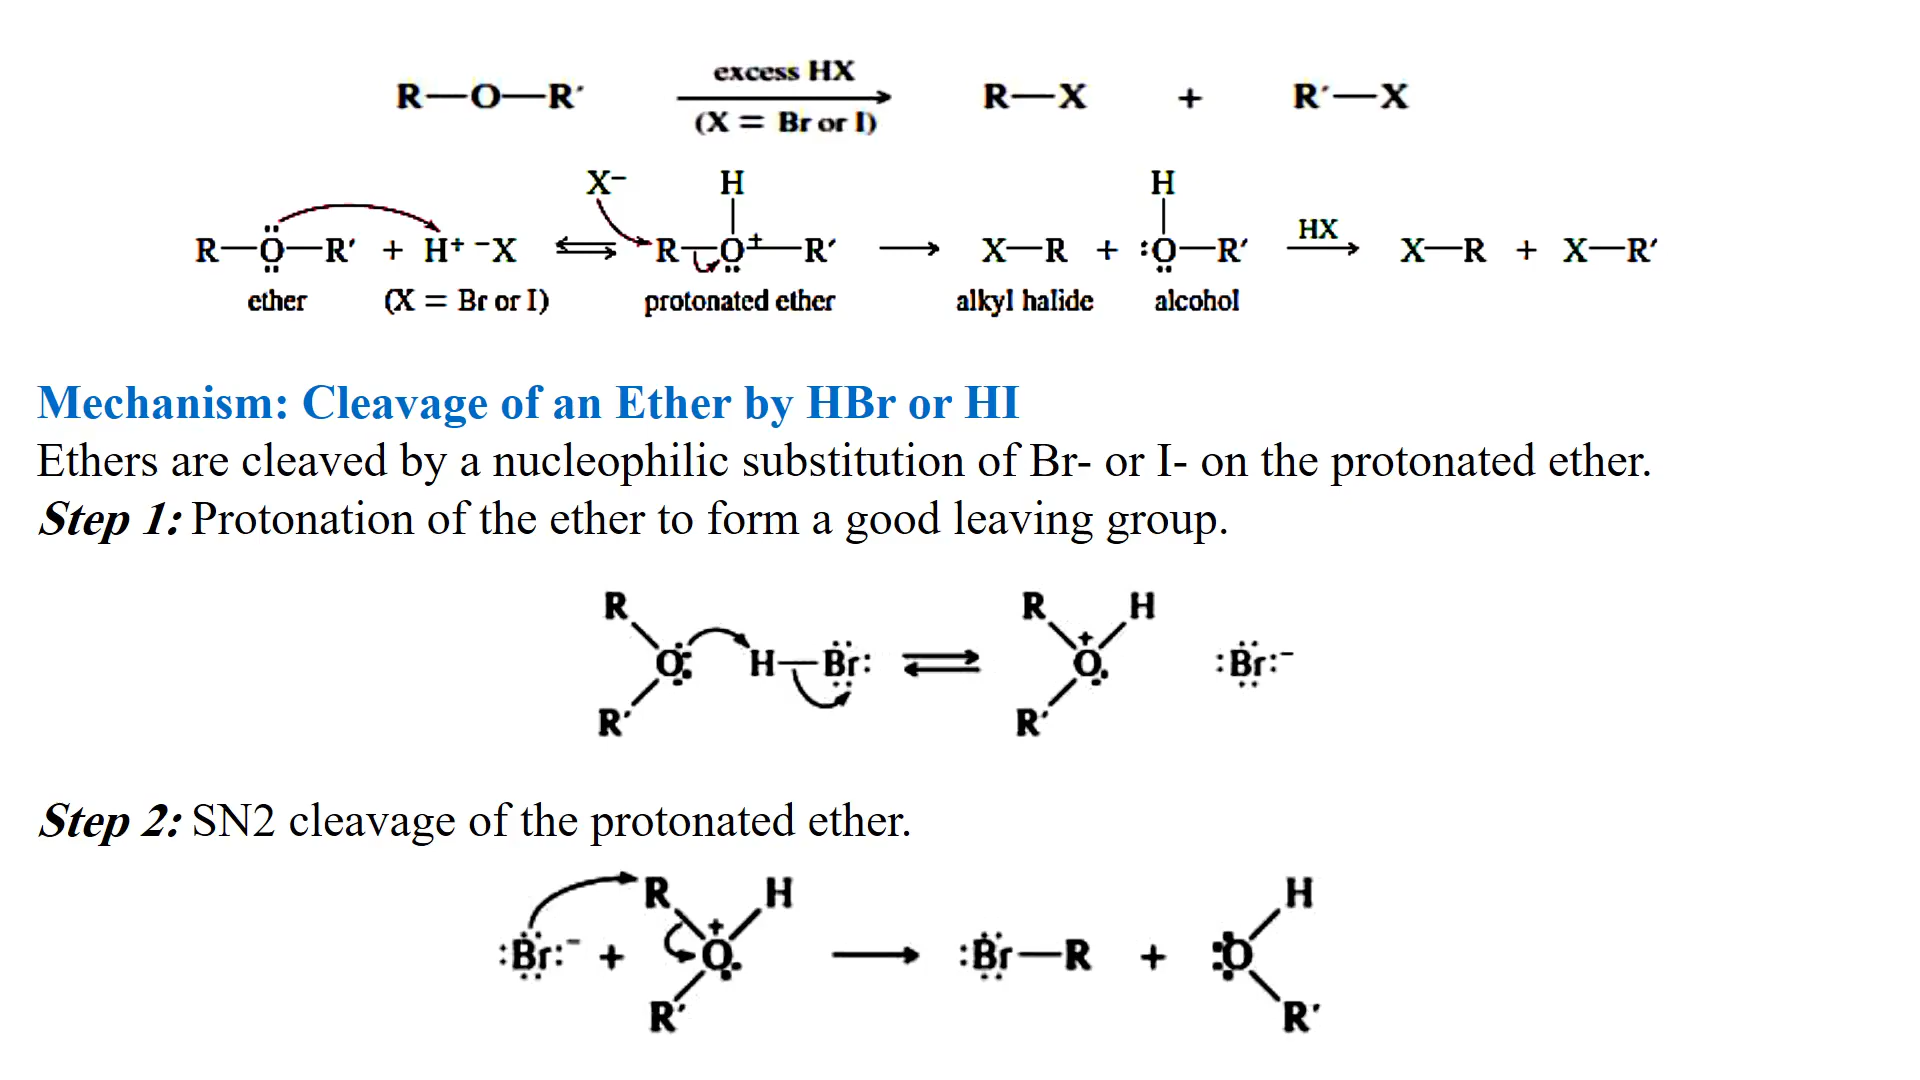 excess HX
R—O—R′ → R—X + R′—X
(X = Br or I)
X⁻ H H
R—Ö—R′ + H⁺ ⁻X ⇌ R—O⁺—R′ → X—R + :Ö—R′ HX → X—R + X—R′
ether (X = Br or I) protonated ether alkyl halide alcohol
Mechanism: Cleavage of an Ether by HBr or HI
Ethers are cleaved by a nucleophilic substitution of Br- or I- on the protonated ether.
Step 1: Protonation of the ether to form a good leaving group.
R R H
O: H—Br: ⇌ O⁺ :Br:⁻
R′ R′
Step 2: SN2 cleavage of the protonated ether.
R H H
:Br:⁻ + O⁺ → :Br—R + :O
R′ R′